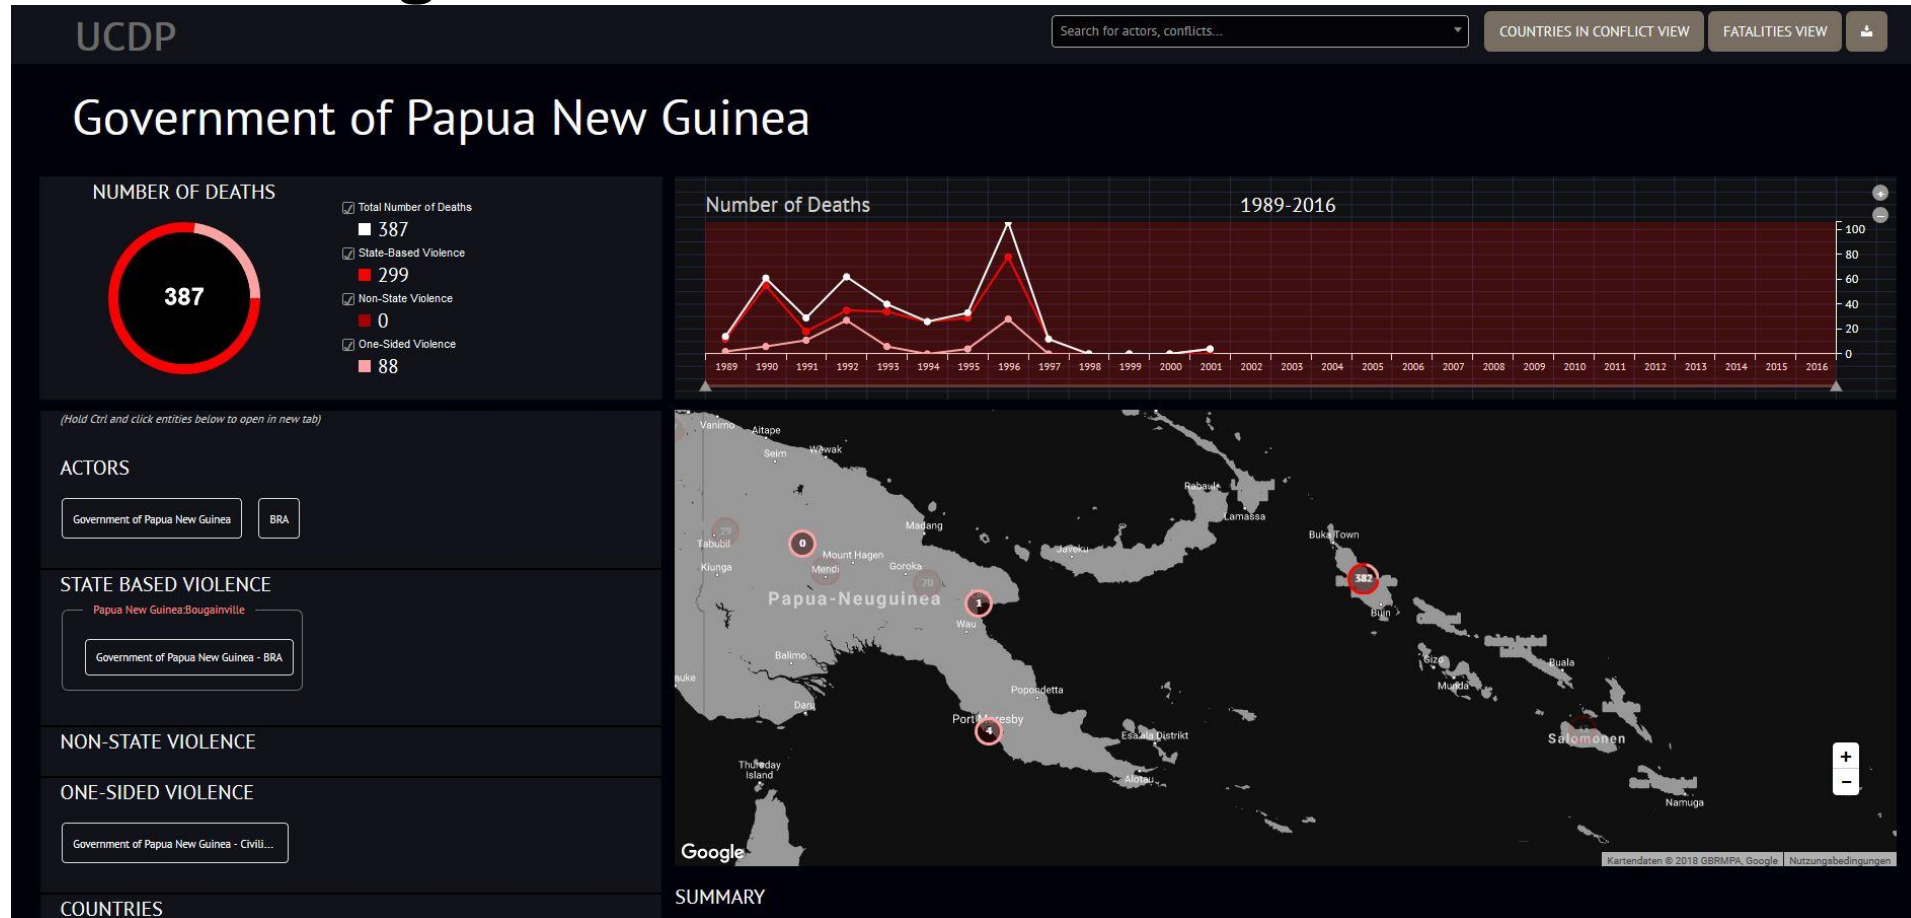 UCDP
Search for actors, conflicts...
COUNTRIES IN CONFLICT VIEW
FATALITIES VIEW
Government of Papua New Guinea
NUMBER OF DEATHS
387
Total Number of Deaths
387
State-Based Violence
299
Non-State Violence
0
One-Sided Violence
88
Number of Deaths
1989-2016
100
80
60
40
20
0
1989 1990 1991 1992 1993 1994 1995 1996 1997 1998 1999 2000 2001 2002 2003 2004 2005 2006 2007 2008 2009 2010 2011 2012 2013 2014 2015 2016
(Hold Ctrl and click entities below to open in new tab)
ACTORS
Government of Papua New Guinea
BRA
STATE BASED VIOLENCE
Papua New Guinea:Bougainville
Government of Papua New Guinea - BRA
NON-STATE VIOLENCE
ONE-SIDED VIOLENCE
Government of Papua New Guinea - Civili...
COUNTRIES
Vanimo
Aitape
Seim
Wewak
Rabaul
Lamassa
Madang
Buka Town
29
Tabubil
0
Mount Hagen
Javeku
Kiunga
Mendi
Goroka
70
382
Papua-Neuguinea
1
Buin
Wau
Balimo
Gizo
Buala
Munda
Popondetta
Daru
Port Moresby
4
Esa'ala Distrikt
Salomonen
Thursday
Island
Alotau
Namuga
+
−
Google
Kartendaten © 2018 GBRMPA, Google
Nutzungsbedingungen
SUMMARY